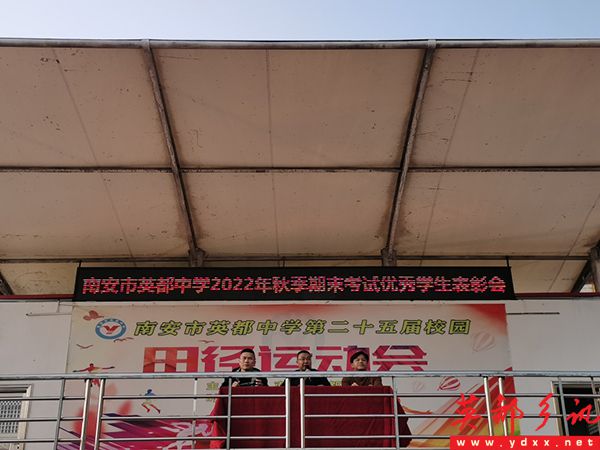 南安市英都中学2022年秋季期末考试优秀学生表彰会
南安市英都中学第二十五届校园
田径运动会
英都乡讯
www.ydxx.net